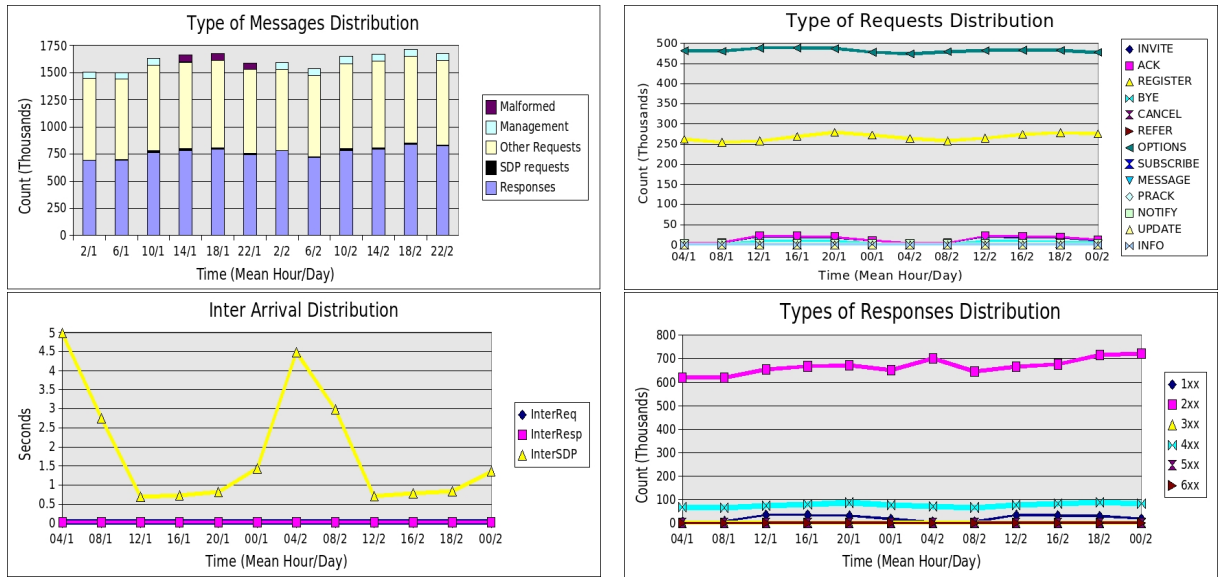 Type of Messages Distribution
Count (Thousands)
1750
1500
1250
1000
750
500
250
0
2/1 6/1 10/1 14/1 18/1 22/1 2/2 6/2 10/2 14/2 18/2 22/2
Time (Mean Hour/Day)
Malformed
Management
Other Requests
SDP requests
Responses
Type of Requests Distribution
Count (Thousands)
500
450
400
350
300
250
200
150
100
50
0
04/1 08/1 12/1 16/1 20/1 00/1 04/2 08/2 12/2 16/2 18/2 00/2
Time (Mean Hour/Day)
INVITE
ACK
REGISTER
BYE
CANCEL
REFER
OPTIONS
SUBSCRIBE
MESSAGE
PRACK
NOTIFY
UPDATE
INFO
Inter Arrival Distribution
Seconds
5
4.5
4
3.5
3
2.5
2
1.5
1
0.5
0
04/1 08/1 12/1 16/1 20/1 00/1 04/2 08/2 12/2 16/2 18/2 00/2
Time (Mean Hour/Day)
InterReq
InterResp
InterSDP
Types of Responses Distribution
Count (Thousands)
800
700
600
500
400
300
200
100
0
04/1 08/1 12/1 16/1 20/1 00/1 04/2 08/2 12/2 16/2 18/2 00/2
Time (Mean Hour/Day)
1xx
2xx
3xx
4xx
5xx
6xx